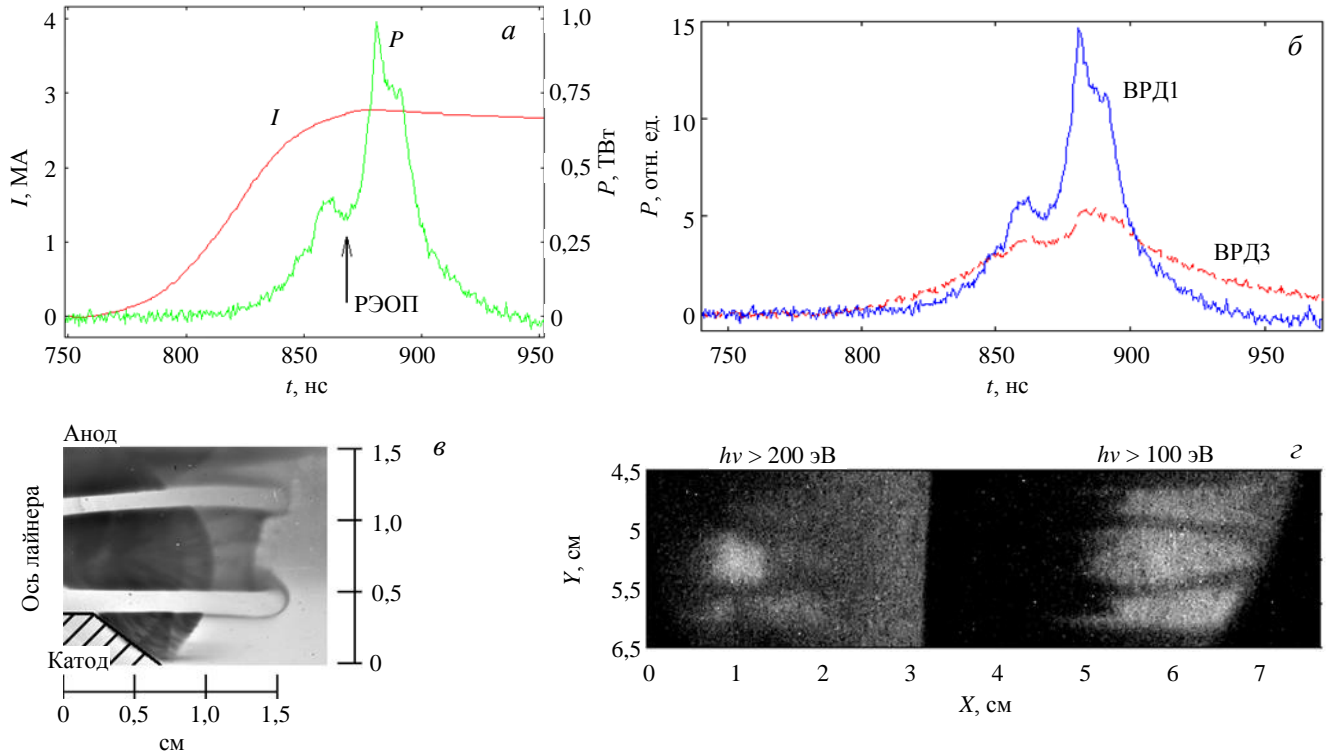 4
3
2
1
0
I, МА
750
800
850
900
950
t, нс
1,0
0,75
0,5
0,25
0
P, ТВт
а
P
I
РЭОП
15
10
5
0
P, отн. ед.
750
800
850
900
950
t, нс
б
ВРД1
ВРД3
Анод
в
Ось лайнера
Катод
1,5
1,0
0,5
0
0
0,5
1,0
1,5
см
hν > 200 эВ
hν > 100 эВ
г
4,5
5
5,5
6,5
Y, см
0
1
2
3
4
5
6
7
X, см